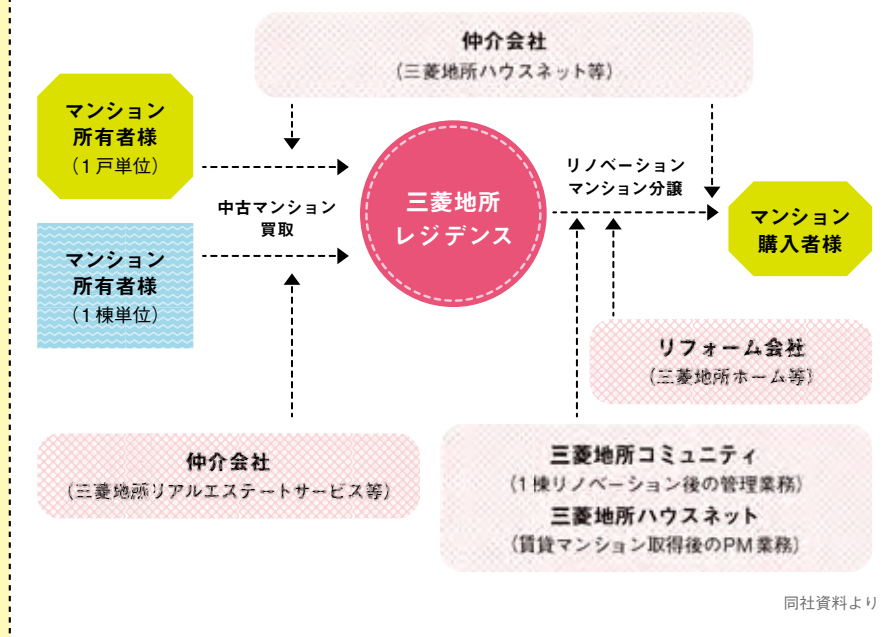 仲介会社
（三菱地所ハウスネット等）
マンション
所有者様
（1戸単位）
中古マンション
買取
マンション
所有者様
（1棟単位）
三菱地所
レジデンス
リノベーション
マンション分譲
マンション
購入者様
リフォーム会社
（三菱地所ホーム等）
仲介会社
（三菱地所リアルエステートサービス等）
三菱地所コミュニティ
（1棟リノベーション後の管理業務）
三菱地所ハウスネット
（賃貸マンション取得後のPM業務）
同社資料より